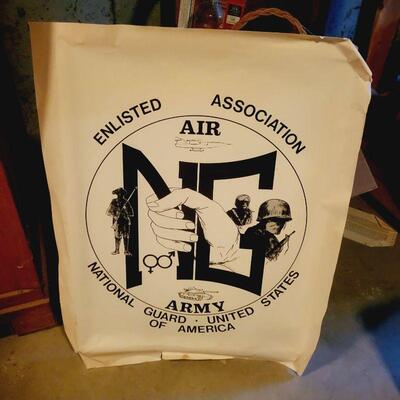 ENLISTED ASSOCIATION
AIR
NG
ARMY
NATIONAL GUARD · UNITED STATES
OF AMERICA